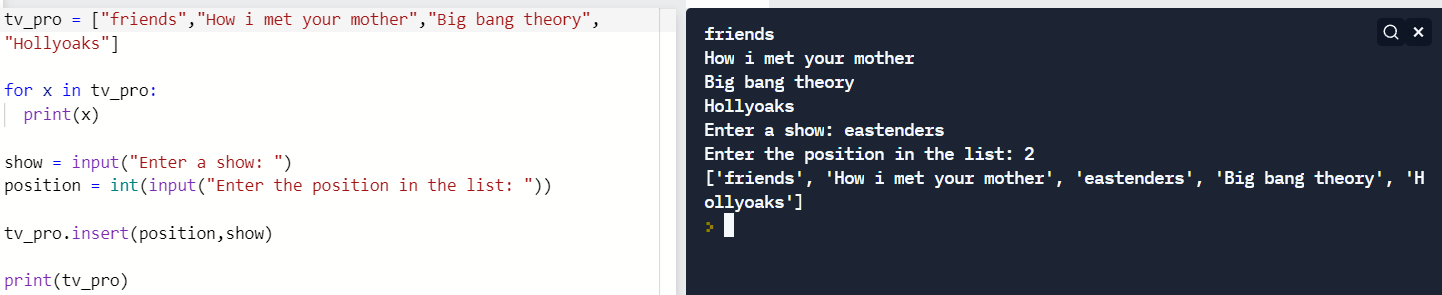 tv_pro = ["friends","How i met your mother","Big bang theory",
"Hollyoaks"]
for x in tv_pro:
  print(x)
show = input("Enter a show: ")
position = int(input("Enter the position in the list: "))
tv_pro.insert(position,show)
print(tv_pro)
friends
How i met your mother
Big bang theory
Hollyoaks
Enter a show: eastenders
Enter the position in the list: 2
['friends', 'How i met your mother', 'eastenders', 'Big bang theory', 'H
ollyoaks']